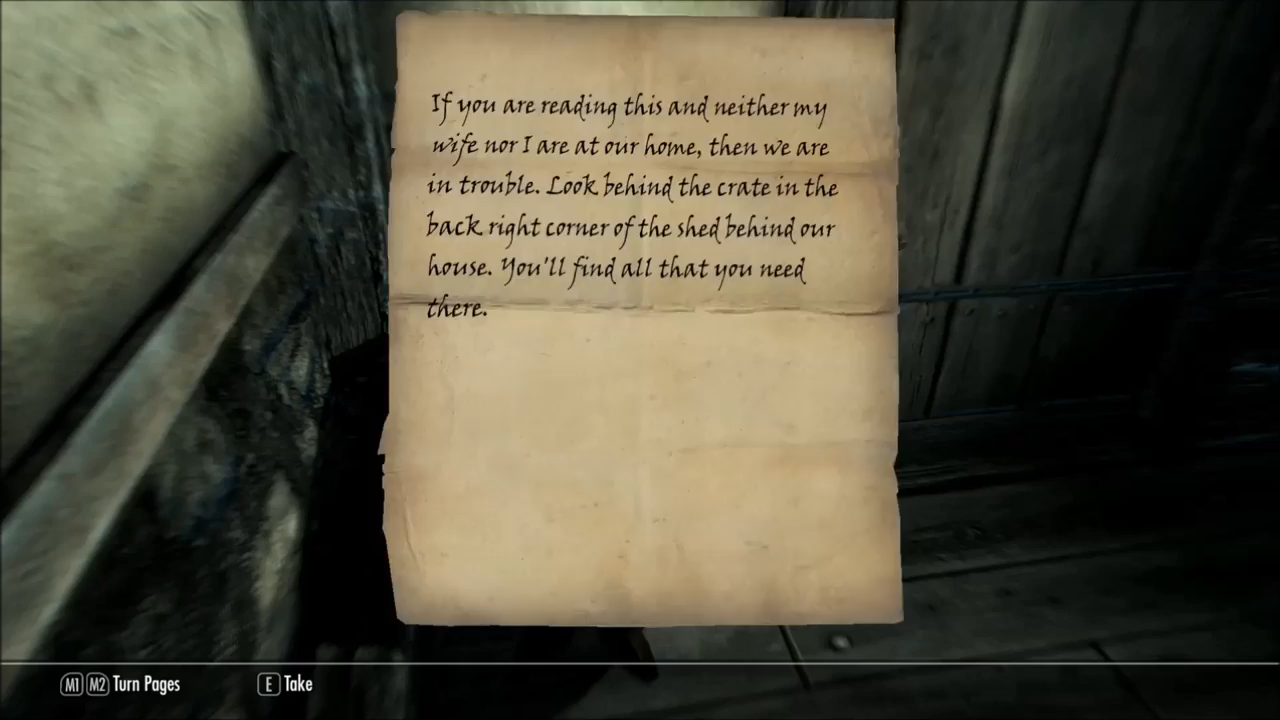 If you are reading this and neither my
wife nor I are at our home, then we are
in trouble. Look behind the crate in the
back right corner of the shed behind our
house. You'll find all that you need
there.
M1 M2 Turn Pages E Take